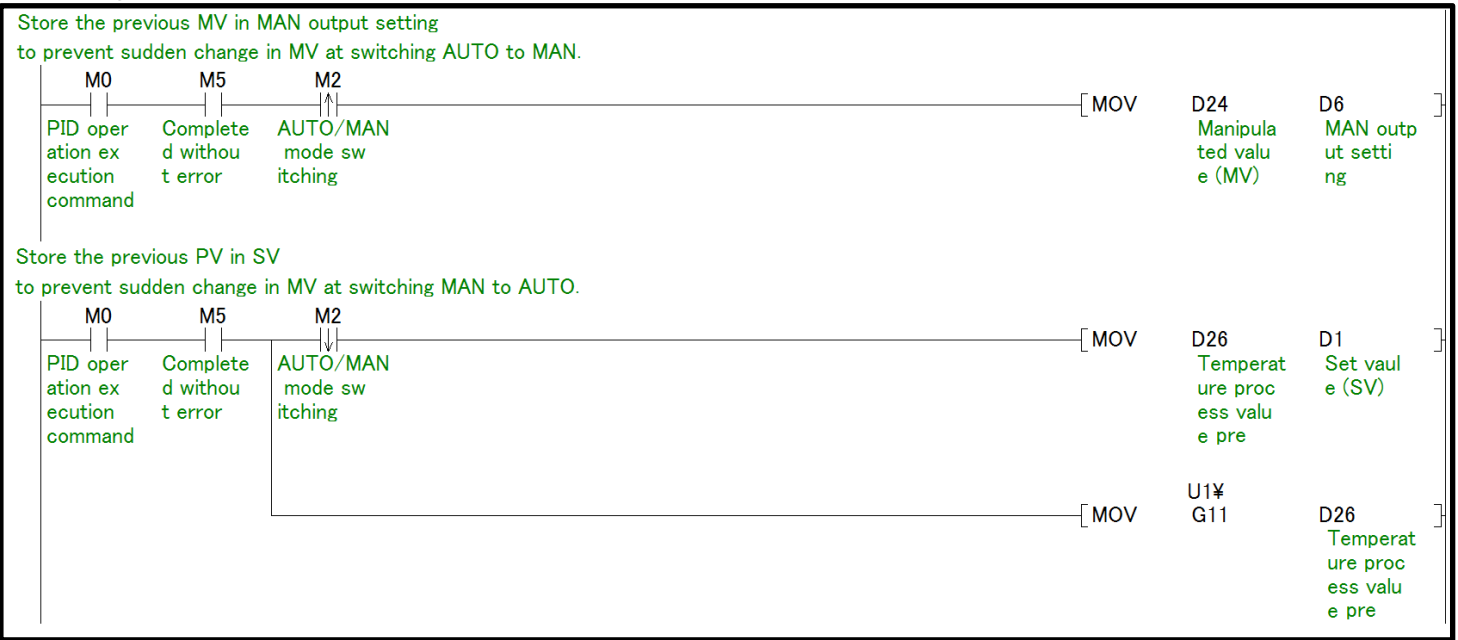 Store the previous MV in MAN output setting
to prevent sudden change in MV at switching AUTO to MAN.
M0 M5 M2
[ MOV D24 D6 ]
PID oper Complete AUTO/MAN Manipula MAN outp
ation ex d withou mode sw ted valu ut setti
ecution t error itching e (MV) ng
command
Store the previous PV in SV
to prevent sudden change in MV at switching MAN to AUTO.
M0 M5 M2
[ MOV D26 D1 ]
PID oper Complete AUTO/MAN Temperat Set vaul
ation ex d withou mode sw ure proc e (SV)
ecution t error itching ess valu
command e pre
U1¥
[ MOV G11 D26 ]
Temperat
ure proc
ess valu
e pre